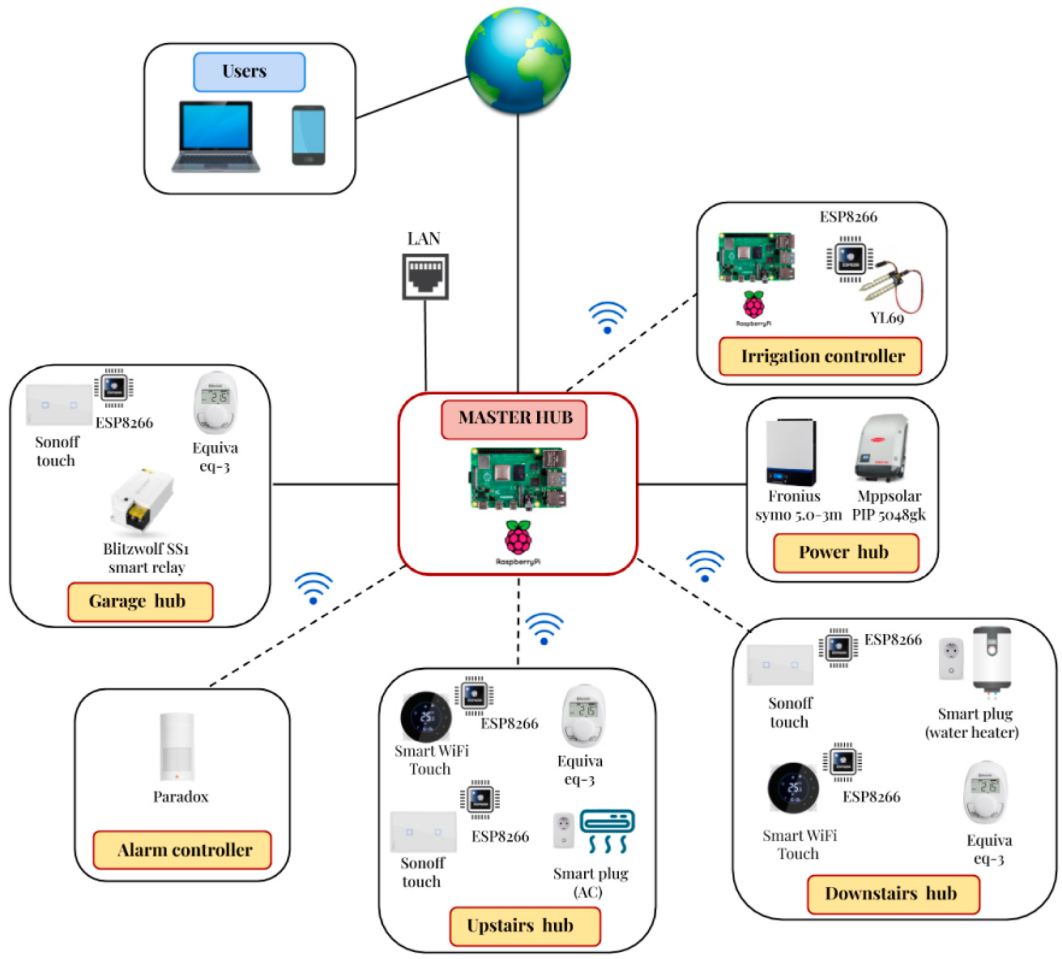 Users
LAN
ESP8266
RaspberryPi
YL69
Irrigation controller
MASTER HUB
RaspberryPi
ESP8266
Sonoff
touch
Equiva
eq-3
Blitzwolf SS1
smart relay
Garage hub
Fronius
symo 5.0-3m
Mppsolar
PIP 5048gk
Power hub
Paradox
Alarm controller
ESP8266
Smart WiFi
Touch
Equiva
eq-3
ESP8266
Sonoff
touch
Smart plug
(AC)
Upstairs hub
ESP8266
Sonoff
touch
Smart plug
(water heater)
ESP8266
Smart WiFi
Touch
Equiva
eq-3
Downstairs hub